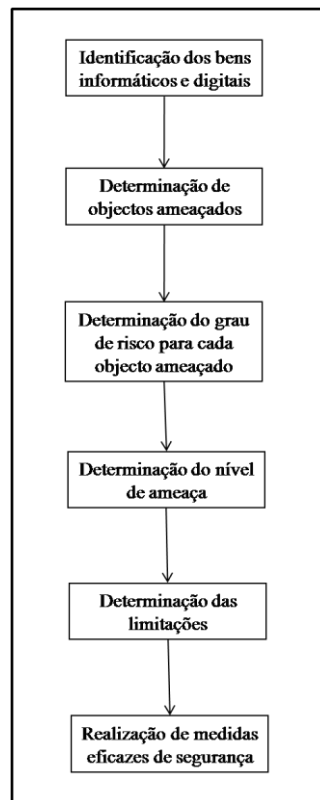 Identificação dos bens
informáticos e digitais
Determinação de
objectos ameaçados
Determinação do grau
de risco para cada
objecto ameaçado
Determinação do nível
de ameaça
Determinação das
limitações
Realização de medidas
eficazes de segurança